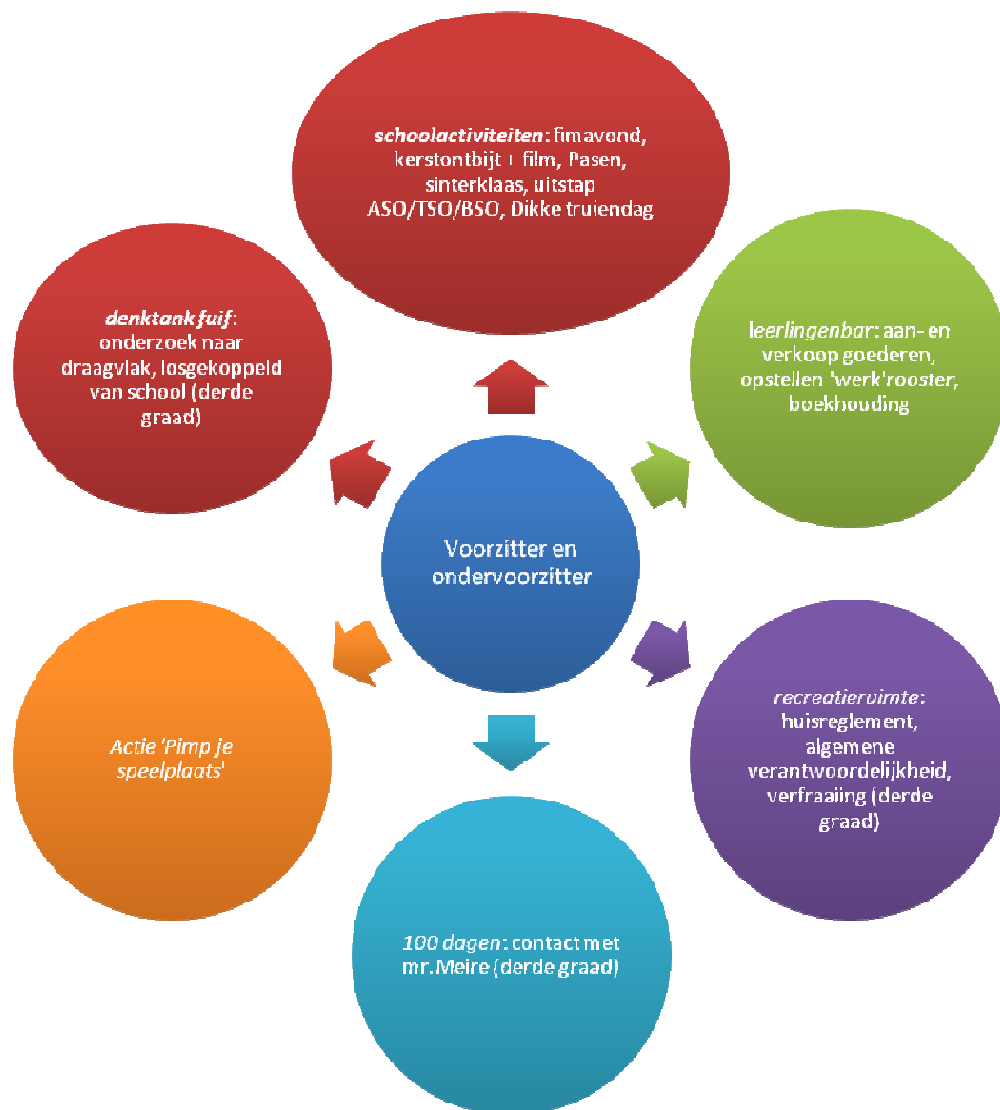 schoolactiviteiten: fimavond,
kerstontbijt + film, Pasen,
sinterklaas, uitstap
ASO/TSO/BSO, Dikke truiendag
denktank fuif:
onderzoek naar
draagvlak, losgekoppeld
van school (derde
graad)
leerlingenbar: aan- en
verkoop goederen,
opstellen 'werk'rooster,
boekhouding
Voorzitter en
ondervoorzitter
Actie 'Pimp je
speelplaats'
recreatieruimte:
huisreglement,
algemene
verantwoordelijkheid,
verfraaiing (derde
graad)
100 dagen: contact met
mr.Meire (derde graad)